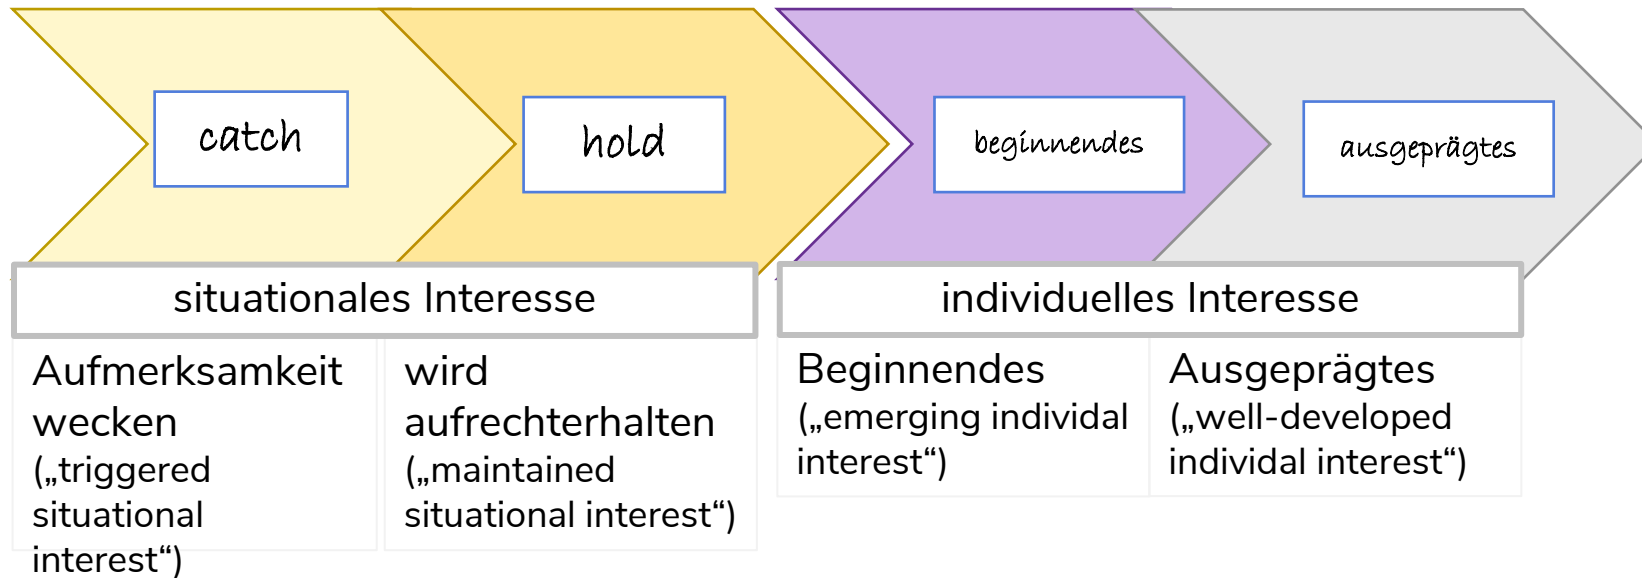 catch
hold
beginnendes
ausgeprägtes
situationales Interesse
individuelles Interesse
Aufmerksamkeit
wecken
(„triggered
situational
interest“)
wird
aufrechterhalten
(„maintained
situational interest“)
Beginnendes
(„emerging individal
interest“)
Ausgeprägtes
(„well-developed
individal interest“)